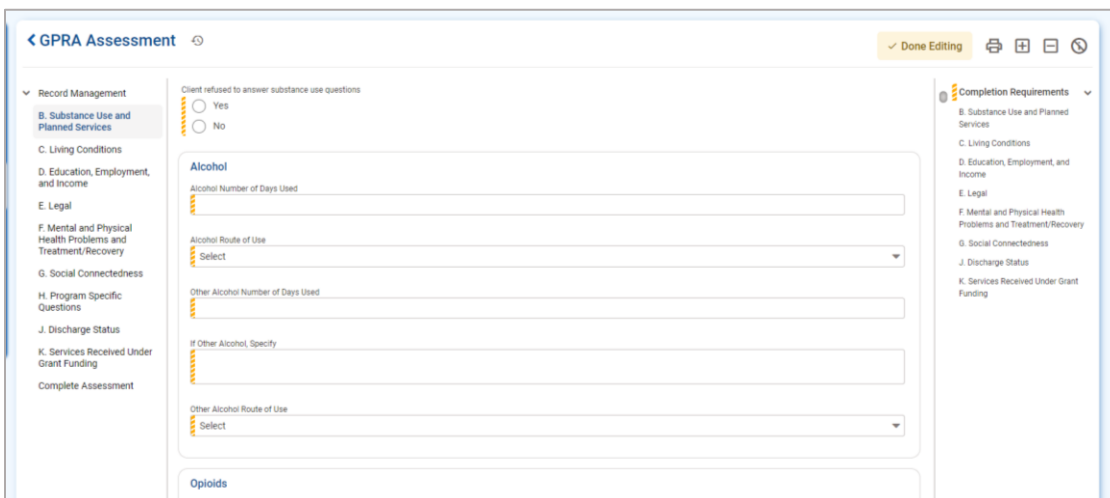 GPRA Assessment
Done Editing
Record Management
B. Substance Use and
Planned Services
C. Living Conditions
D. Education, Employment,
and Income
E. Legal
F. Mental and Physical
Health Problems and
Treatment/Recovery
G. Social Connectedness
H. Program Specific
Questions
J. Discharge Status
K. Services Received Under
Grant Funding
Complete Assessment
Client refused to answer substance use questions
Yes
No
Alcohol
Alcohol Number of Days Used
Alcohol Route of Use
Select
Other Alcohol Number of Days Used
If Other Alcohol, Specify
Other Alcohol Route of Use
Select
Opioids
Completion Requirements
B. Substance Use and Planned
Services
C. Living Conditions
D. Education, Employment, and
Income
E. Legal
F. Mental and Physical Health
Problems and Treatment/Recovery
G. Social Connectedness
J. Discharge Status
K. Services Received Under Grant
Funding